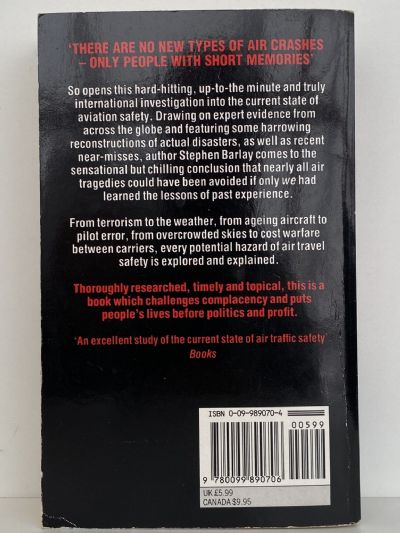 'THERE ARE NO NEW TYPES OF AIR CRASHES
– ONLY PEOPLE WITH SHORT MEMORIES'
So opens this hard-hitting, up-to-the minute and truly
international investigation into the current state of
aviation safety. Drawing on expert evidence from
across the globe and featuring some harrowing
reconstructions of actual disasters, as well as recent
near-misses, author Stephen Barlay comes to the
sensational but chilling conclusion that nearly all air
tragedies could have been avoided if only we had
learned the lessons of past experience.
From terrorism to the weather, from ageing aircraft to
pilot error, from overcrowded skies to cost warfare
between carriers, every potential hazard of air travel
safety is explored and explained.
Thoroughly researched, timely and topical, this is a
book which challenges complacency and puts
people's lives before politics and profit.
'An excellent study of the current state of air traffic safety'
Books
ISBN 0-09-989070-4
00599
9 780099 890706
UK £5.99
CANADA $9.95